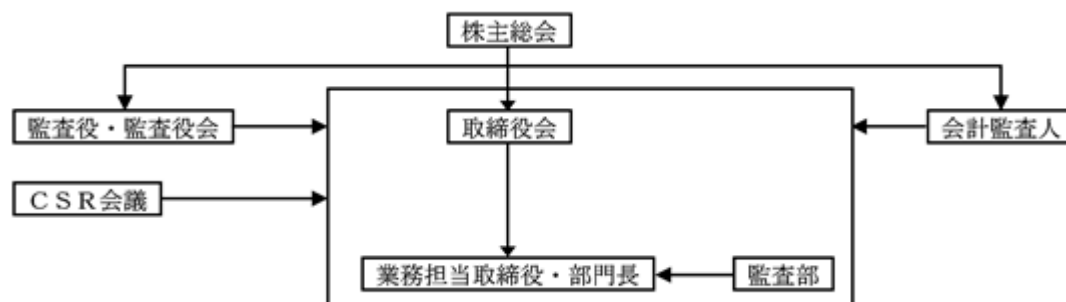 株主総会
監査役・監査役会
取締役会
会計監査人
ＣＳＲ会議
業務担当取締役・部門長
監査部